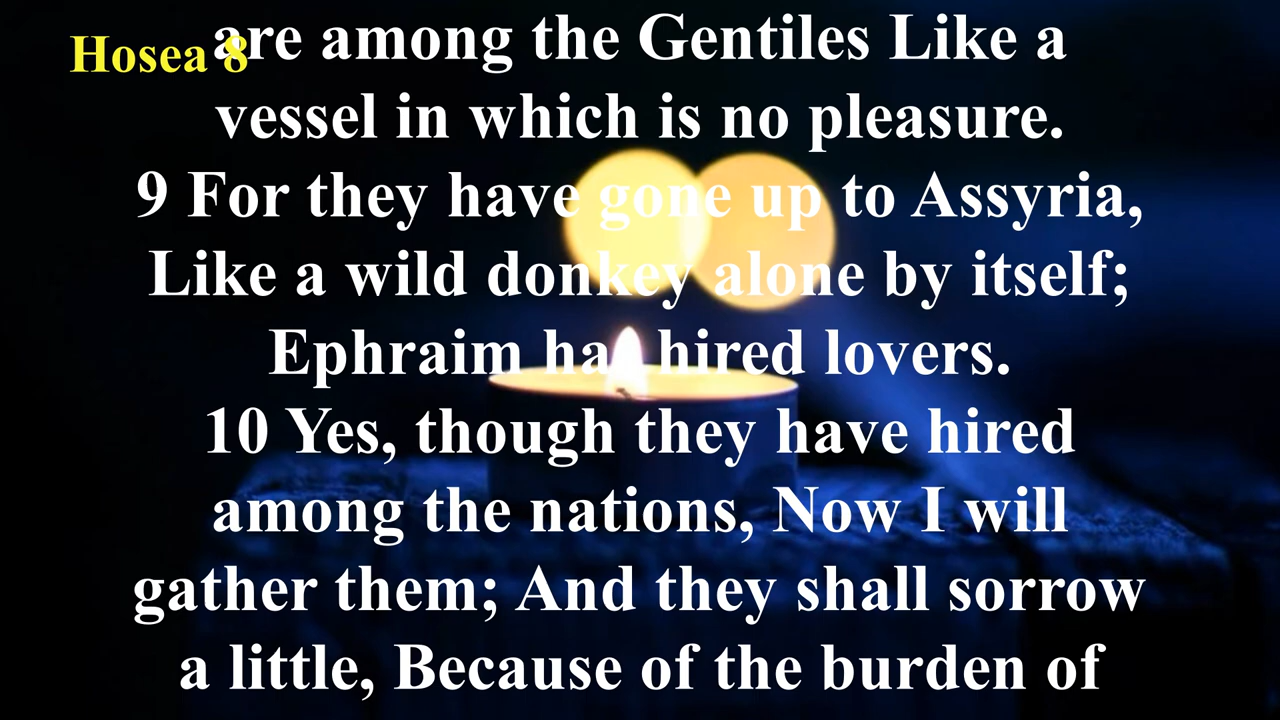 Hosea 8
are among the Gentiles Like a
vessel in which is no pleasure.
9 For they have gone up to Assyria,
Like a wild donkey alone by itself;
Ephraim has hired lovers.
10 Yes, though they have hired
among the nations, Now I will
gather them; And they shall sorrow
a little, Because of the burden of